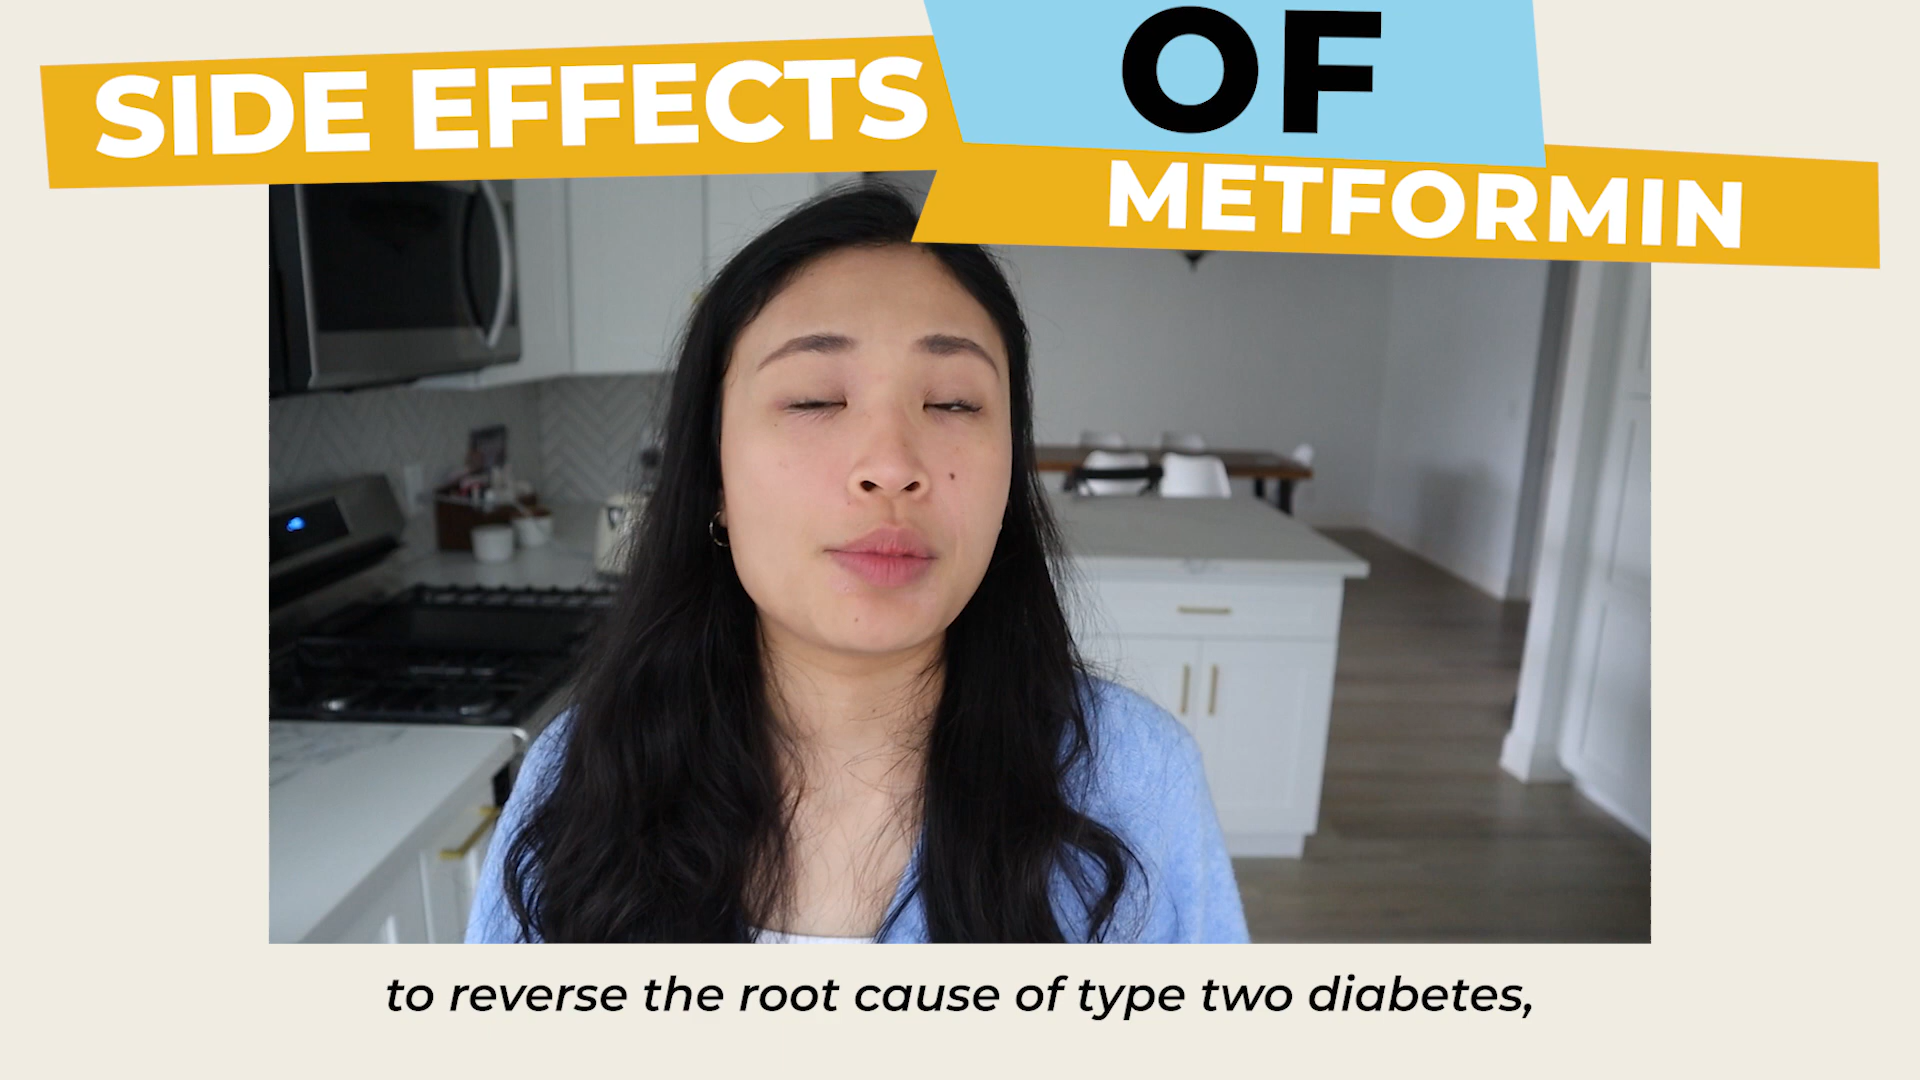 SIDE EFFECTS
OF
METFORMIN
to reverse the root cause of type two diabetes,